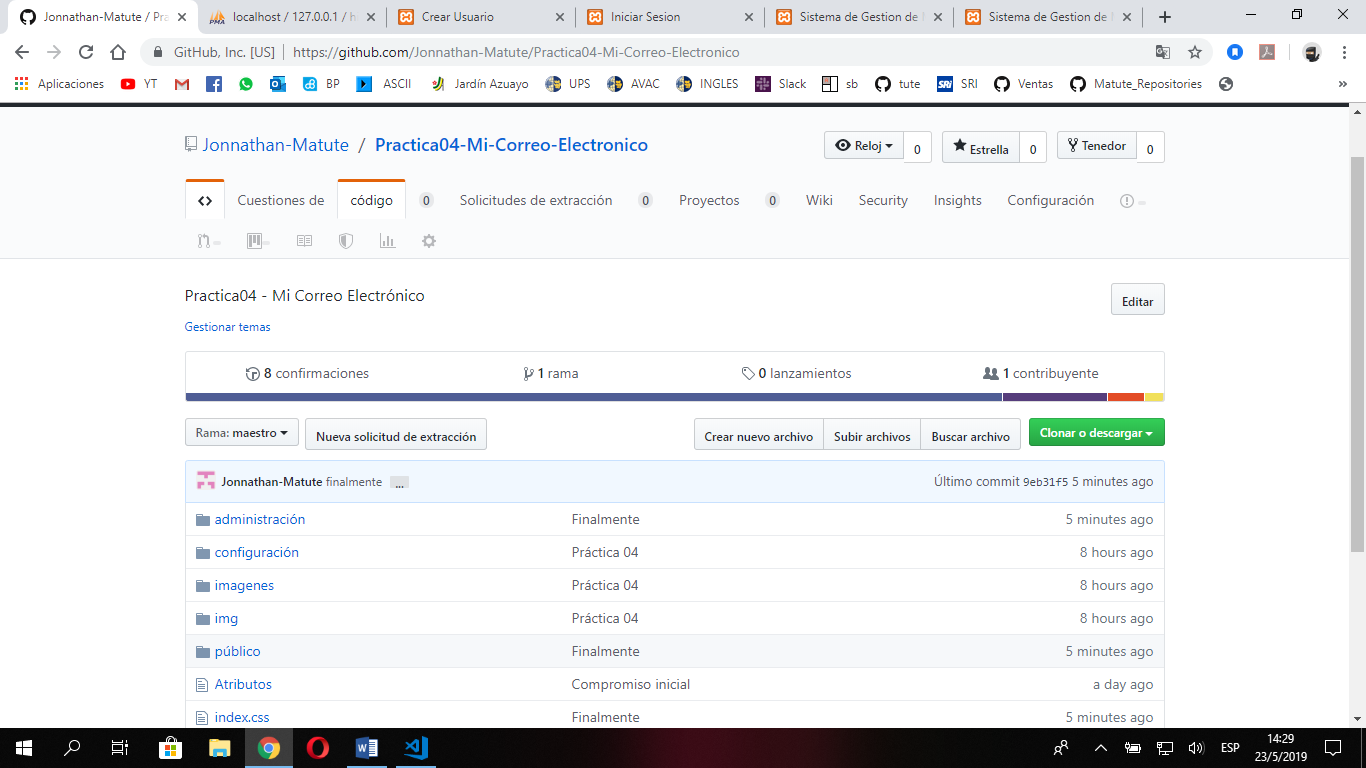 Jonnathan-Matute / Pra
localhost / 127.0.0.1 / h
Crear Usuario
Iniciar Sesion
Sistema de Gestion de
Sistema de Gestion de
GitHub, Inc. [US] https://github.com/Jonnathan-Matute/Practica04-Mi-Correo-Electronico
Aplicaciones YT BP ASCII Jardín Azuayo UPS AVAC INGLES Slack sb tute SRI Ventas Matute_Repositories »
Jonnathan-Matute / Practica04-Mi-Correo-Electronico
Reloj 0 Estrella 0 Tenedor 0
Cuestiones de código 0 Solicitudes de extracción 0 Proyectos 0 Wiki Security Insights Configuración
Practica04 - Mi Correo Electrónico
Editar
Gestionar temas
8 confirmaciones 1 rama 0 lanzamientos 1 contribuyente
Rama: maestro Nueva solicitud de extracción Crear nuevo archivo Subir archivos Buscar archivo Clonar o descargar
Jonnathan-Matute finalmente ... Último commit 9eb31f5 5 minutes ago
administración Finalmente 5 minutes ago
configuración Práctica 04 8 hours ago
imagenes Práctica 04 8 hours ago
img Práctica 04 8 hours ago
público Finalmente 5 minutes ago
Atributos Compromiso inicial a day ago
index.css Finalmente 5 minutes ago
ESP
14:29
23/5/2019